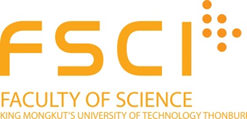 FSCI
FACULTY OF SCIENCE
KING MONGKUT'S UNIVERSITY OF TECHNOLOGY THONBURI